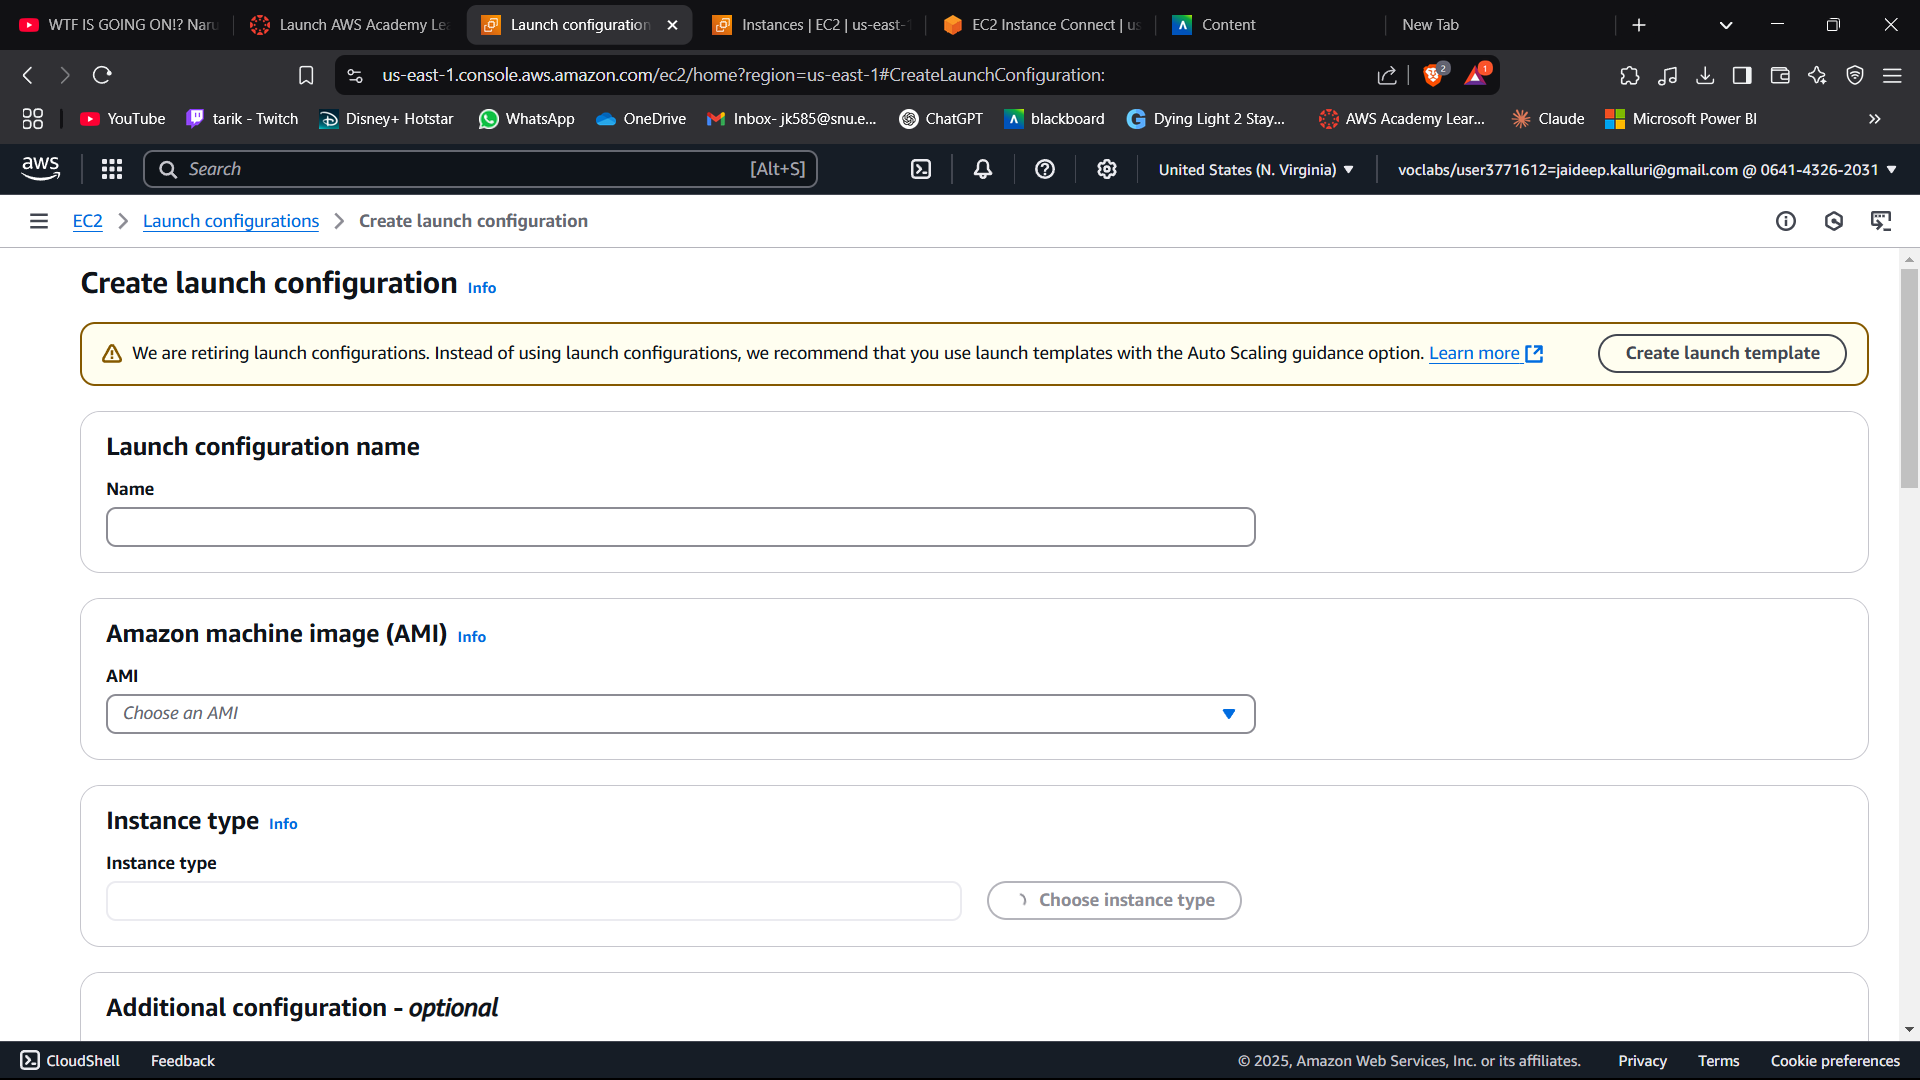 WTF IS GOING ON!? Naru
Launch AWS Academy Lea
Launch configuration
Instances | EC2 | us-east-1
EC2 Instance Connect | us
Content
New Tab
us-east-1.console.aws.amazon.com/ec2/home?region=us-east-1#CreateLaunchConfiguration:
2
1
YouTube
tarik - Twitch
Disney+ Hotstar
WhatsApp
OneDrive
Inbox- jk585@snu.e...
ChatGPT
blackboard
Dying Light 2 Stay...
AWS Academy Lear...
Claude
Microsoft Power BI
aws
Search
[Alt+S]
United States (N. Virginia)
voclabs/user3771612=jaideep.kalluri@gmail.com @ 0641-4326-2031
EC2
Launch configurations
Create launch configuration
Create launch configuration Info
We are retiring launch configurations. Instead of using launch configurations, we recommend that you use launch templates with the Auto Scaling guidance option. Learn more
Create launch template
Launch configuration name
Name
Amazon machine image (AMI) Info
AMI
Choose an AMI
Instance type Info
Instance type
Choose instance type
Additional configuration - optional
CloudShell
Feedback
© 2025, Amazon Web Services, Inc. or its affiliates.
Privacy
Terms
Cookie preferences